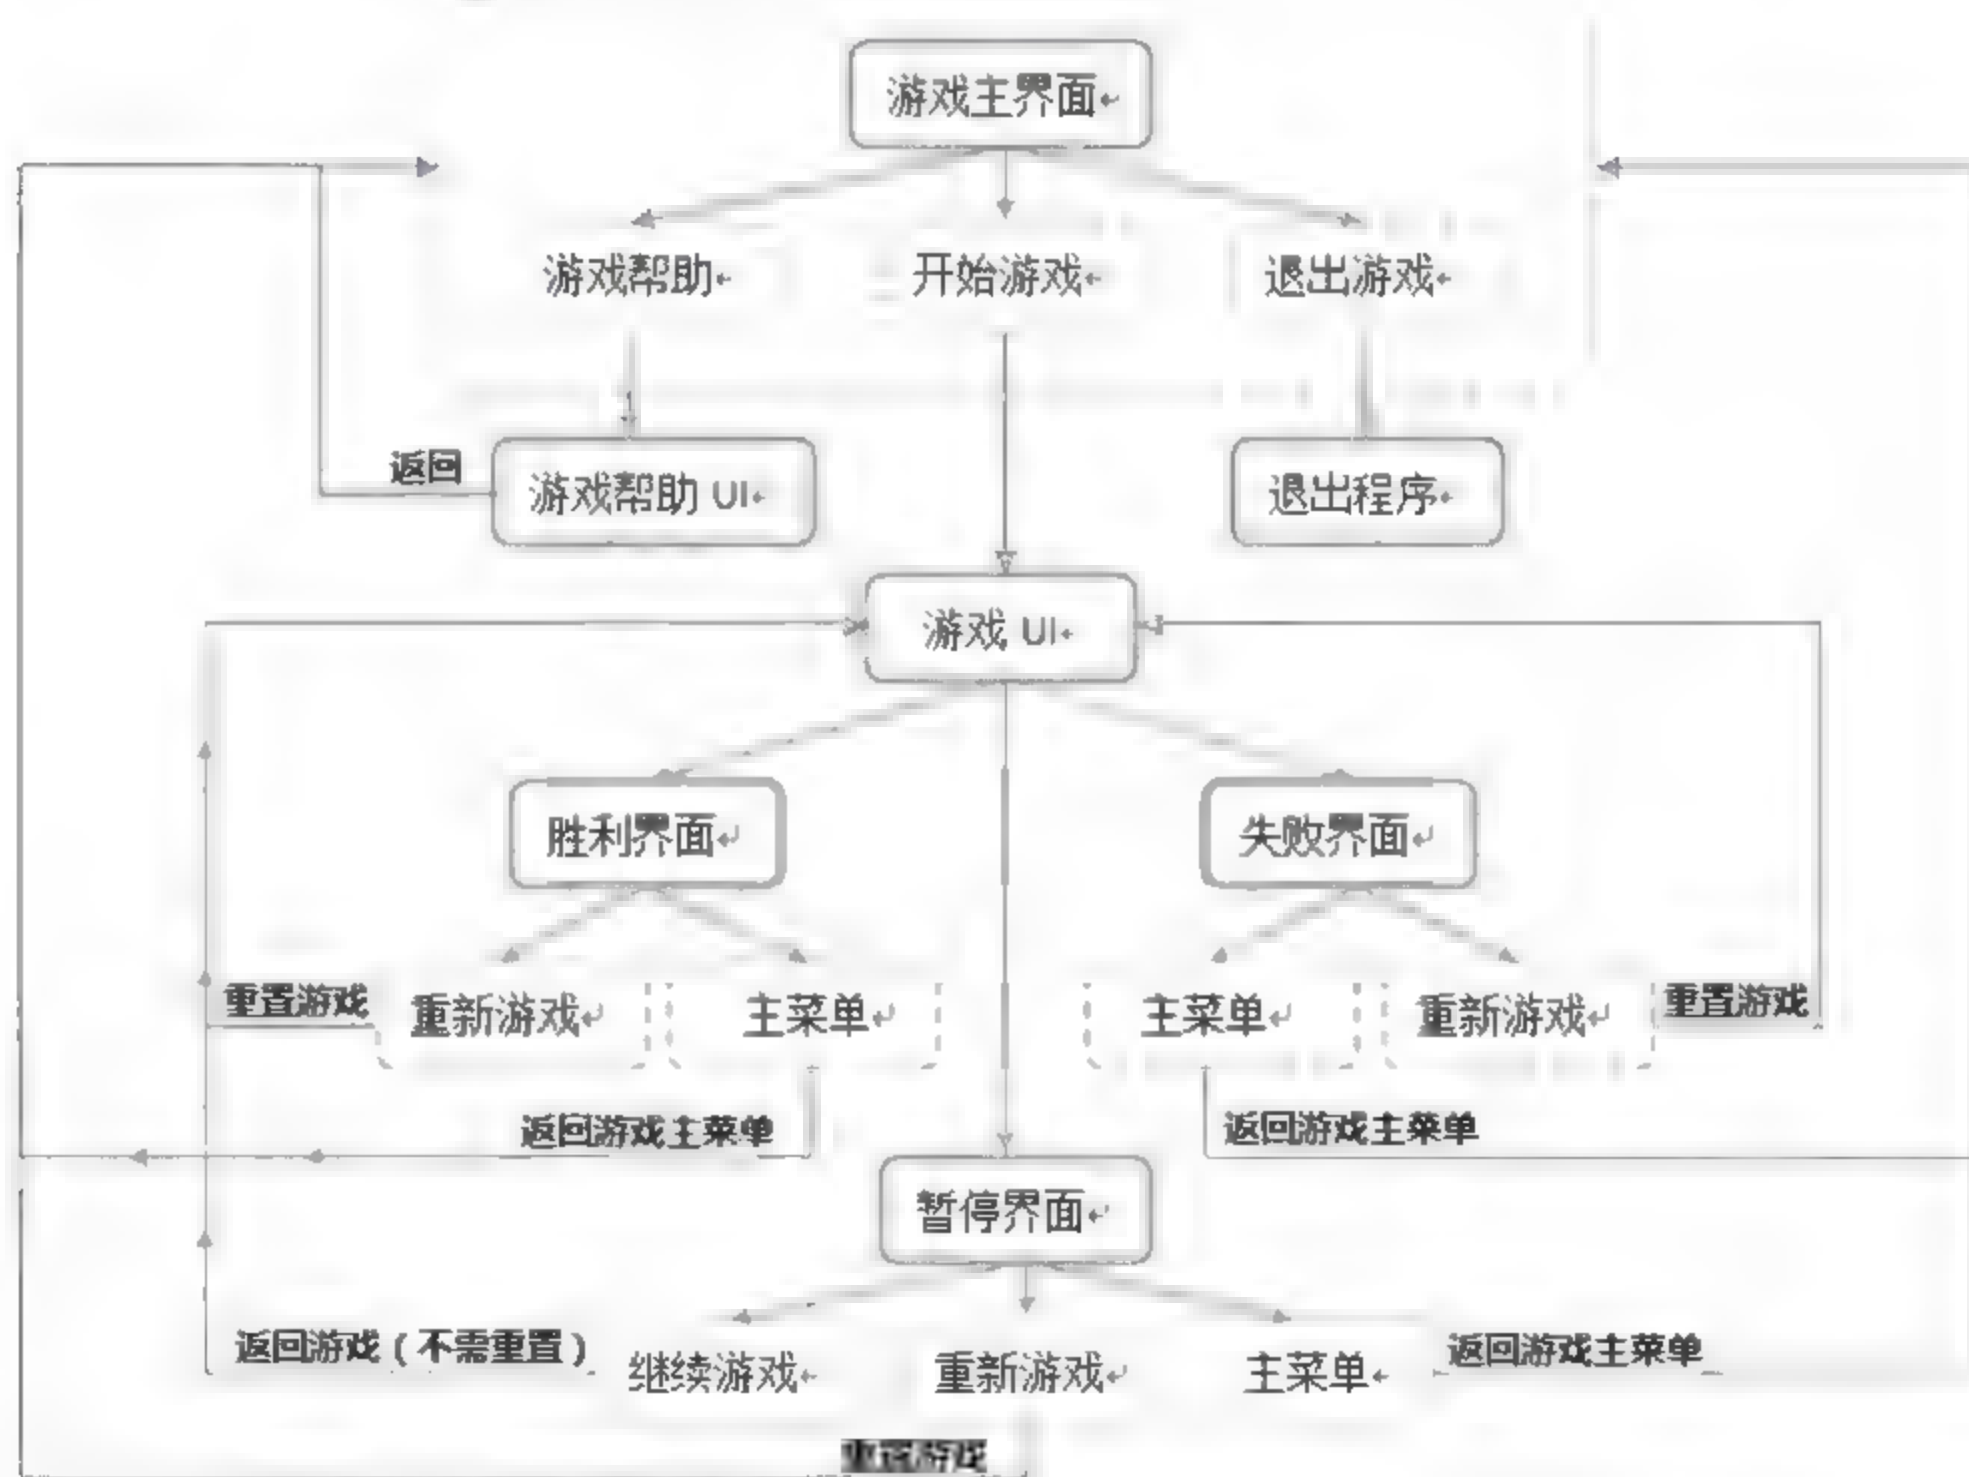 游戏主界面
游戏帮助
开始游戏
退出游戏
返回
游戏帮助 UI
退出程序
游戏 UI
胜利界面
失败界面
重置游戏
重新游戏
主菜单
主菜单
重新游戏
重置游戏
返回游戏主菜单
返回游戏主菜单
暂停界面
返回游戏（不需重置）
继续游戏
重新游戏
主菜单
返回游戏主菜单
重置游戏